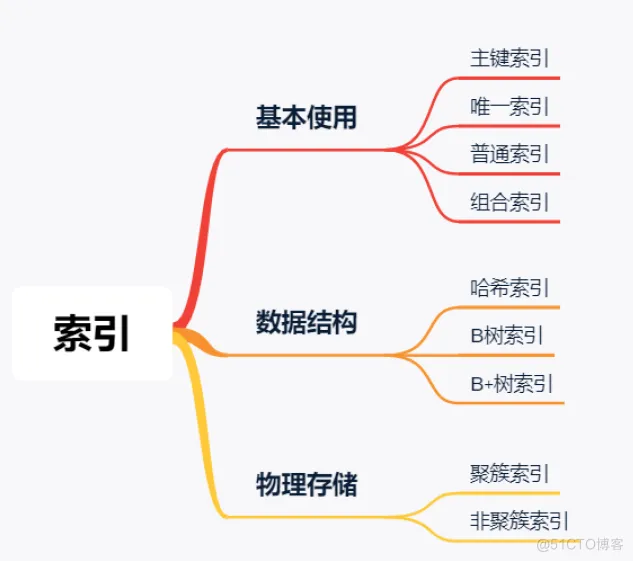 索引
基本使用
主键索引
唯一索引
普通索引
组合索引
数据结构
哈希索引
B树索引
B+树索引
物理存储
聚簇索引
非聚簇索引
@51CTO博客